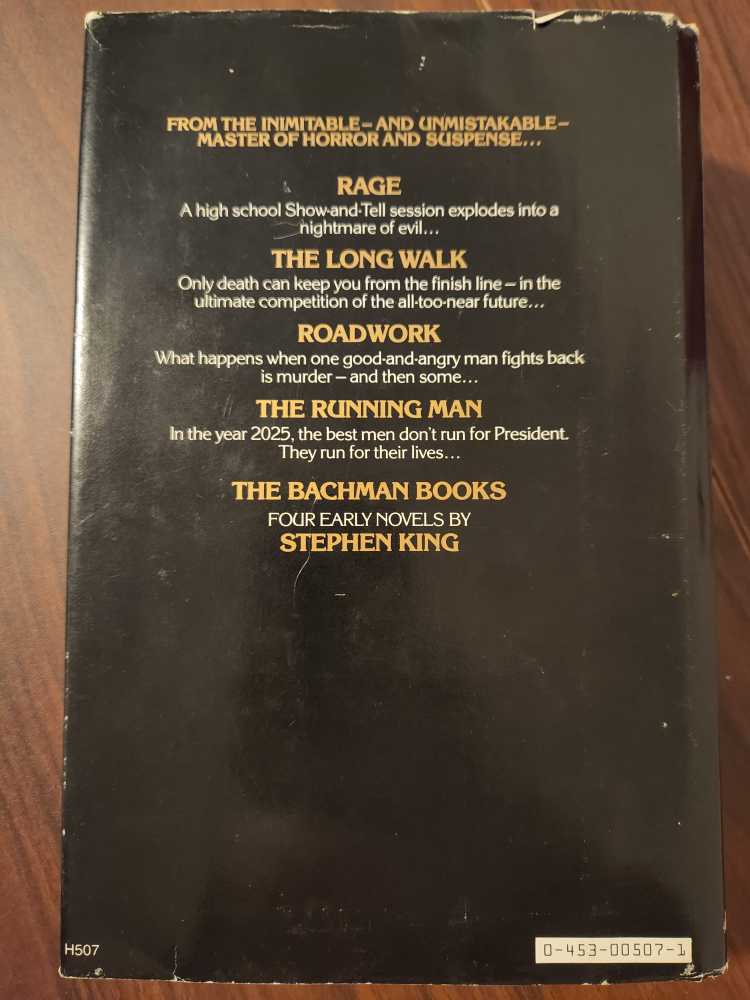 FROM THE INIMITABLE – AND UNMISTAKABLE –
MASTER OF HORROR AND SUSPENSE...
RAGE
A high school Show-and-Tell session explodes into a
nightmare of evil...
THE LONG WALK
Only death can keep you from the finish line – in the
ultimate competition of the all-too-near future...
ROADWORK
What happens when one good-and-angry man fights back
is murder – and then some...
THE RUNNING MAN
In the year 2025, the best men don't run for President.
They run for their lives...
THE BACHMAN BOOKS
FOUR EARLY NOVELS BY
STEPHEN KING
H507
0-453-00507-1